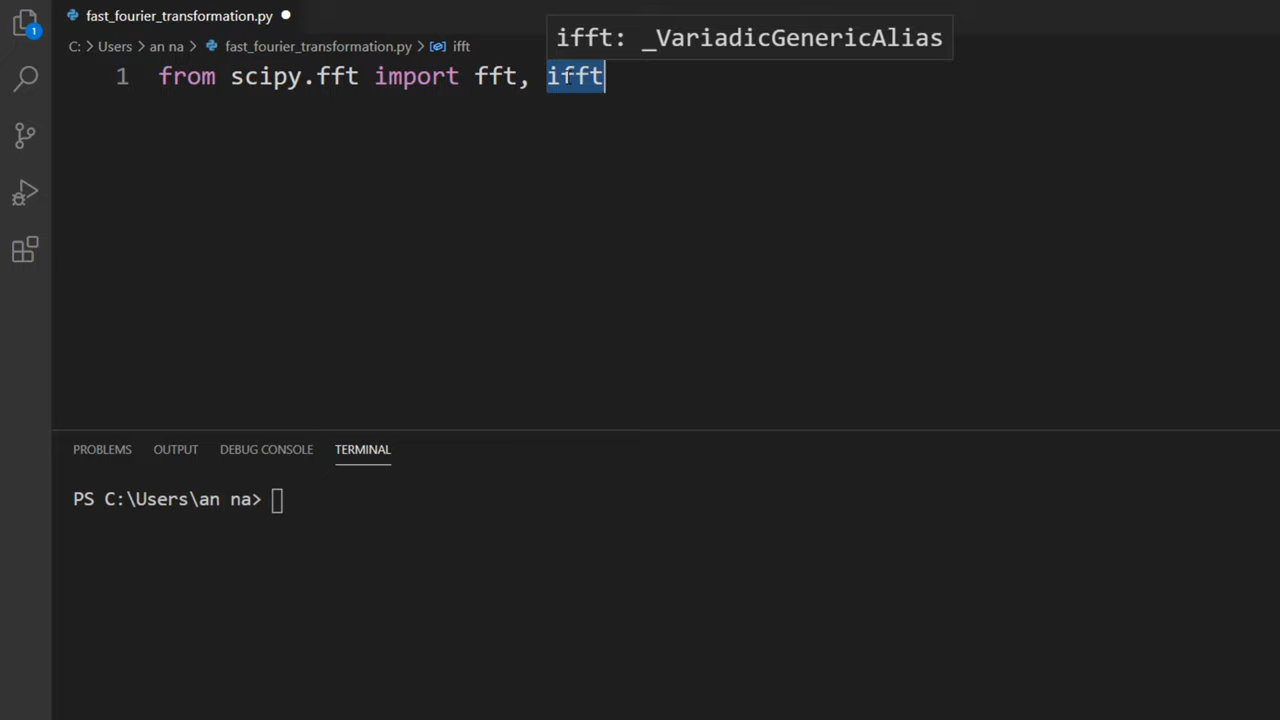 fast_fourier_transformation.py
1
C: > Users > an na > fast_fourier_transformation.py > ifft
ifft: _VariadicGenericAlias
1 from scipy.fft import fft, ifft
PROBLEMS OUTPUT DEBUG CONSOLE TERMINAL
PS C:\Users\an na>